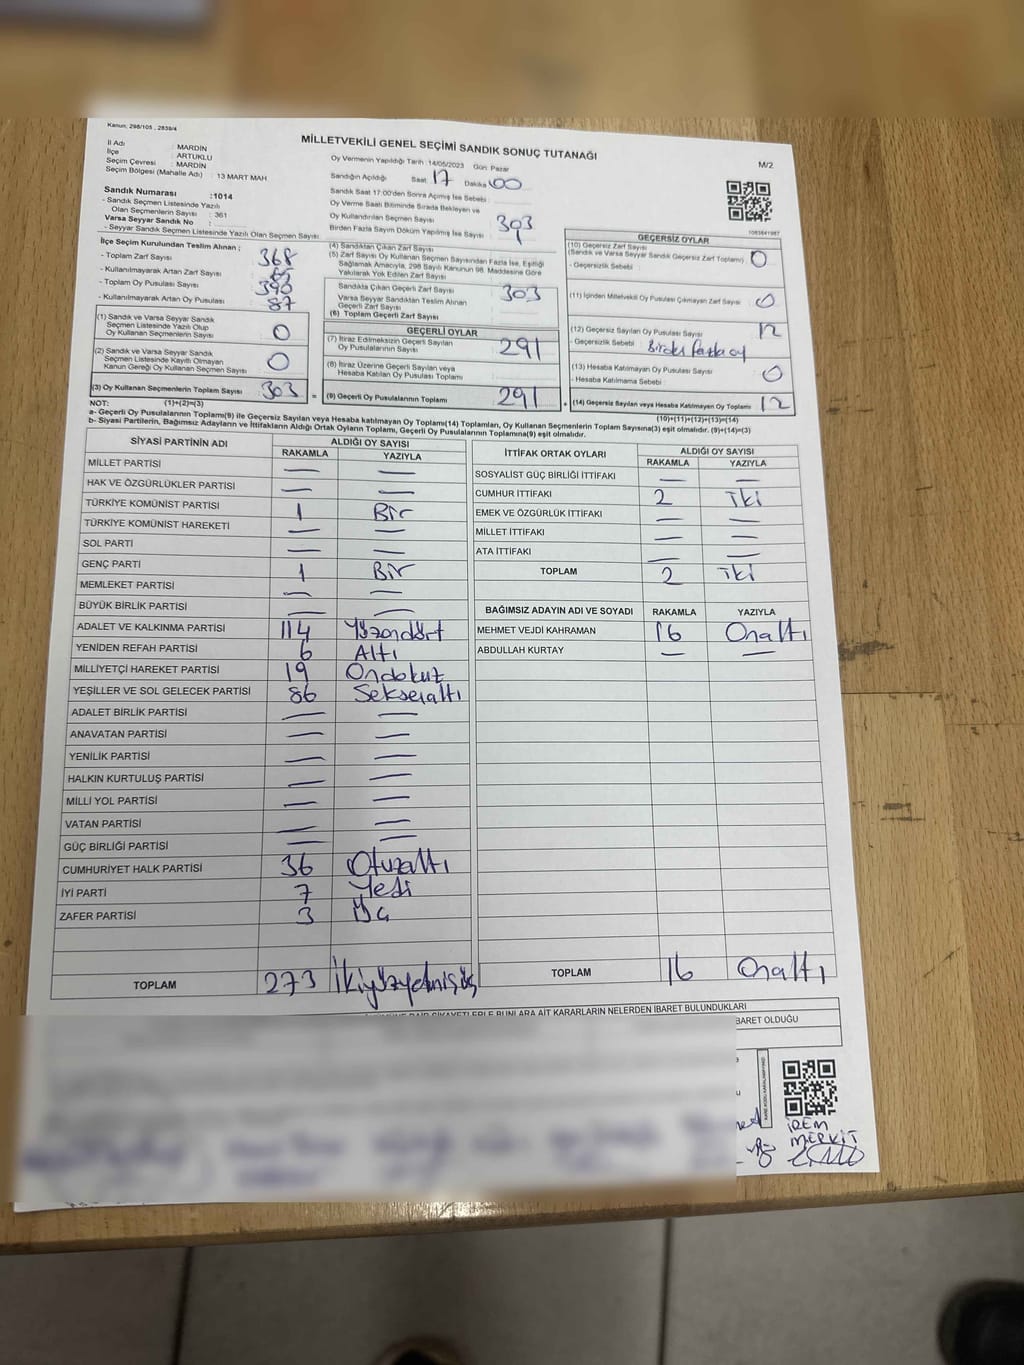 Kanun: 298/105 , 2839/4
MİLLETVEKİLİ GENEL SEÇİMİ SANDIK SONUÇ TUTANAĞI
M/2
İl Adı : MARDİN
İlçe : ARTUKLU
Seçim Çevresi : MARDİN
Seçim Bölgesi (Mahalle Adı) : 13 MART MAH
Sandık Numarası :1014
- Sandık Seçmen Listesinde Yazılı
Olan Seçmenlerin Sayısı : 361
Varsa Seyyar Sandık No :
- Seyyar Sandık Seçmen Listesinde Yazılı Olan Seçmen Sayısı :
Oy Vermenin Yapıldığı Tarih :14/05/2023 Gün: Pazar
Sandığın Açıldığı Saat 17 Dakika 00
Sandık Saat 17:00'den Sonra Açılmış İse Sebebi :
Oy Verme Saati Bitiminde Sırada Bekleyen ve
Oy Kullandırılan Seçmen Sayısı 303
Birden Fazla Sayım Döküm Yapılmış İse Sayısı : 1
1083641987
İlçe Seçim Kurulundan Teslim Alınan ;
- Toplam Zarf Sayısı : 368
- Kullanılmayarak Artan Zarf Sayısı : 65
- Toplam Oy Pusulası Sayısı : 390
- Kullanılmayarak Artan Oy Pusulası : 87
(1) Sandık ve Varsa Seyyar Sandık
Seçmen Listesinde Yazılı Olup
Oy Kullanan Seçmenlerin Sayısı 0
(2) Sandık ve Varsa Seyyar Sandık
Seçmen Listesinde Kayıtlı Olmayan
Kanun Gereği Oy Kullanan Seçmen Sayısı 0
(3) Oy Kullanan Seçmenlerin Toplam Sayısı 303
(4) Sandıktan Çıkan Zarf Sayısı
(5) Zarf Sayısı Oy Kullanan Seçmen Sayısından Fazla İse, Eşitliği
Sağlamak Amacıyla, 298 Sayılı Kanunun 98. Maddesine Göre
Yakılarak Yok Edilen Zarf Sayısı
Sandıkta Çıkan Geçerli Zarf Sayısı 303
Varsa Seyyar Sandıktan Teslim Alınan
Geçerli Zarf Sayısı
(6) Toplam Geçerli Zarf Sayısı
GEÇERLİ OYLAR
(7) İtiraz Edilmeksizin Geçerli Sayılan
Oy Pusulalarının Sayısı 291
(8) İtiraz Üzerine Geçerli Sayılan veya
Hesaba Katılan Oy Pusulası Toplamı
= (9) Geçerli Oy Pusulalarının Toplamı 291
GEÇERSİZ OYLAR
(10) Geçersiz Zarf Sayısı
(Sandık ve Varsa Seyyar Sandık Geçersiz Zarf Toplamı) 0
- Geçersizlik Sebebi :
(11) İçinden Milletvekili Oy Pusulası Çıkmayan Zarf Sayısı 0
(12) Geçersiz Sayılan Oy Pusulası Sayısı 12
- Geçersizlik Sebebi : Birden fazla oy
(13) Hesaba Katılmayan Oy Pusulası Sayısı 0
- Hesaba Katılmama Sebebi :
+ (14) Geçersiz Sayılan veya Hesaba Katılmayan Oy Toplamı 12
NOT: (1)+(2)=(3) (10)+(11)+(12)+(13)=(14)
a- Geçerli Oy Pusulalarının Toplamı(9) ile Geçersiz Sayılan veya Hesaba katılmayan Oy Toplamı(14) Toplamları, Oy Kullanan Seçmenlerin Toplam Sayısına(3) eşit olmalıdır. (9)+(14)=(3)
b- Siyasi Partilerin, Bağımsız Adayların ve İttifakların Aldığı Ortak Oyların Toplamı, Geçerli Oy Pusulalarının Toplamına(9) eşit olmalıdır.
SİYASİ PARTİNİN ADI ALDIĞI OY SAYISI
RAKAMLA YAZIYLA
MİLLET PARTİSI — —
HAK VE ÖZGÜRLÜKLER PARTİSİ — —
TÜRKİYE KOMÜNİST PARTİSİ 1 Bir
TÜRKİYE KOMÜNİST HAREKETİ — —
SOL PARTİ — —
GENÇ PARTİ 1 Bir
MEMLEKET PARTİSİ — —
BÜYÜK BİRLİK PARTİSİ — —
ADALET VE KALKINMA PARTİSİ 114 Yüzondört
YENİDEN REFAH PARTİSİ 6 Altı
MİLLİYETÇİ HAREKET PARTİSİ 19 Ondokuz
YEŞİLLER VE SOL GELECEK PARTİSİ 86 Seksenaltı
ADALET BİRLİK PARTİSİ — —
ANAVATAN PARTİSİ — —
YENİLİK PARTİSİ — —
HALKIN KURTULUŞ PARTİSİ — —
MİLLİ YOL PARTİSİ — —
VATAN PARTİSİ — —
GÜÇ BİRLİĞİ PARTİSİ — —
CUMHURİYET HALK PARTİSİ 36 Otuzaltı
İYİ PARTİ 7 Yedi
ZAFER PARTİSİ 3 Üç
TOPLAM 273 İkiyüzyetmişüç
İTTİFAK ORTAK OYLARI ALDIĞI OY SAYISI
RAKAMLA YAZIYLA
SOSYALİST GÜÇ BİRLİĞİ İTTİFAKI — —
CUMHUR İTTİFAKI 2 iki
EMEK VE ÖZGÜRLÜK İTTİFAKI — —
MİLLET İTTİFAKI — —
ATA İTTİFAKI — —
TOPLAM 2 iki
BAĞIMSIZ ADAYIN ADI VE SOYADI RAKAMLA YAZIYLA
MEHMET VEJDİ KAHRAMAN 16 Onaltı
ABDULLAH KURTAY — —
TOPLAM 16 Onaltı
ŞİKAYETLERLE BUNLARA AİT KARARLARIN NELERDEN İBARET BULUNDUKLARI
BARET OLDUĞU
İREM
MERKİT